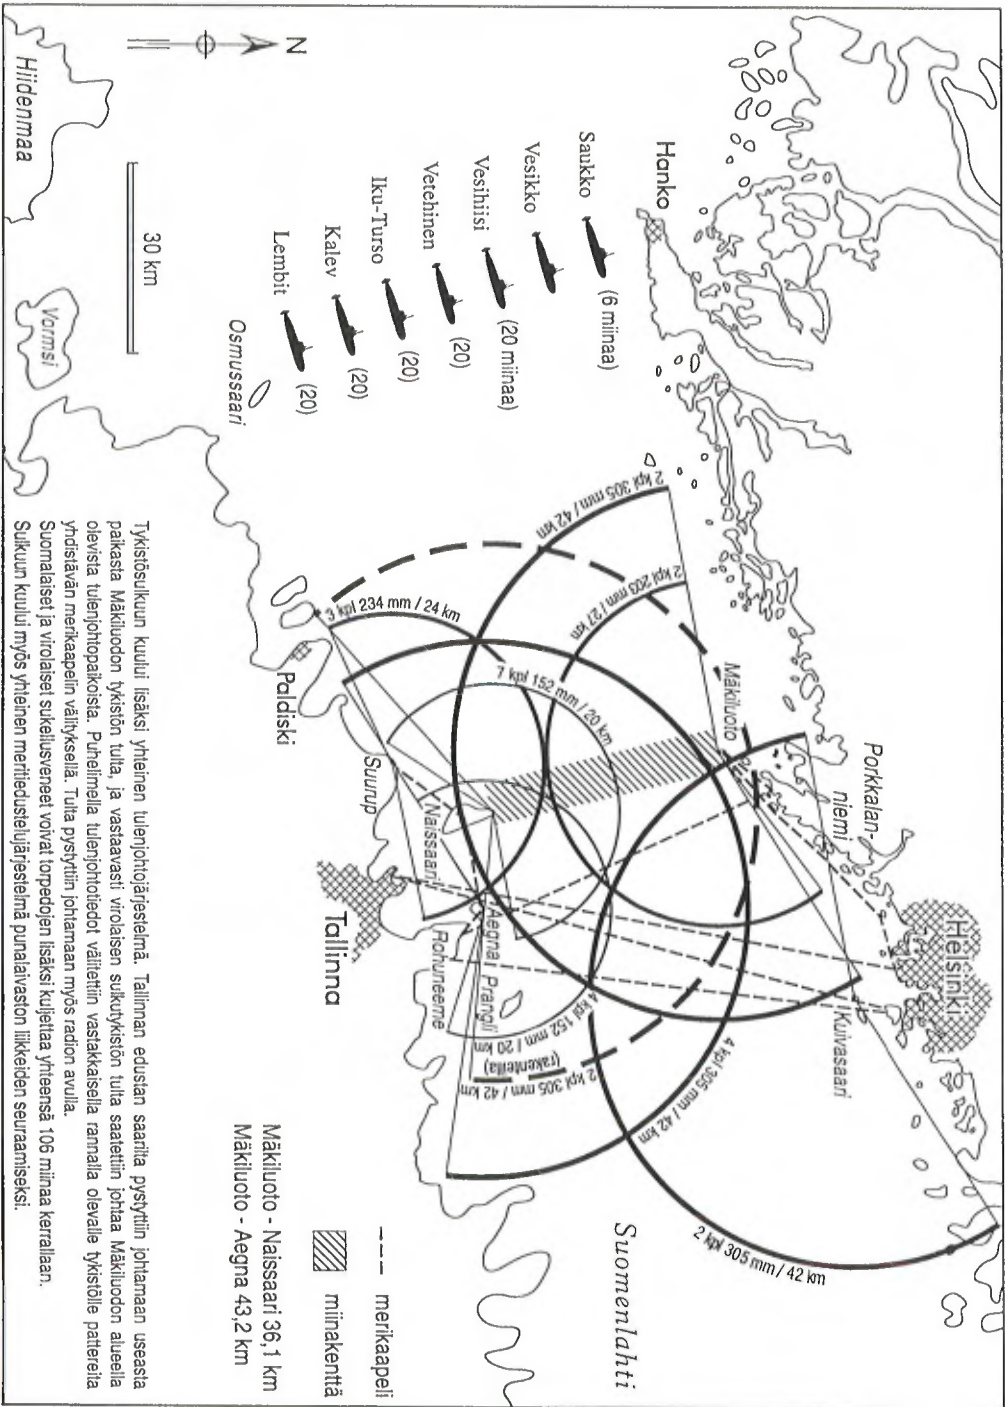 N
Hiidenmaa
30 km
Vormsi
Osmussaari
Hanko
Saukko (6 miinaa)
Vesikko
Vesihiisi (20 miinaa)
Vetehinen (20)
Iku-Turso (20)
Kalev (20)
Lembit (20)
2 kpl 305 mm / 42 km
2 kpl 203 mm / 27 km
3 kpl 234 mm / 24 km
7 kpl 152 mm / 20 km
Mäkiluoto
Porkkalan-
niemi
Helsinki
Kuivasaari
Paldiski
Suurup
Naissaari
Tallinna
Aegna
Prangli
Rohuneeme
4 kpl 152 mm / 20 km
(rakenteilla)
2 kpl 305 mm / 42 km
4 kpl 305 mm / 42 km
2 kpl 305 mm / 42 km
Suomenlahti
merikaapeli
miinakenttä
Mäkiluoto - Naissaari 36,1 km
Mäkiluoto - Aegna 43,2 km
Tykistösulkuun kuului lisäksi yhteinen tulenjohtojärjestelmä. Tallinnan edustan saarilta pystyttiin johtamaan useasta
paikasta Mäkiluodon tykistön tulta, ja vastaavasti virolaisen sulkutykistön tulta saatettiin johtaa Mäkiluodon alueella
olevista tulenjohtopaikoista. Puhelimella tulenjohtotiedot välitettiin vastakkaisella rannalla olevalle tykistölle pattereita
yhdistävän merikaapelin välityksellä. Tulta pystyttiin johtamaan myös radion avulla.
Suomalaiset ja virolaiset sukellusveneet voivat torpedojen lisäksi kuljettaa yhteensä 106 miinaa kerrallaan.
Sulkuun kuului myös yhteinen meritiedustelujärjestelmä punalaivaston liikkeiden seuraamiseksi.